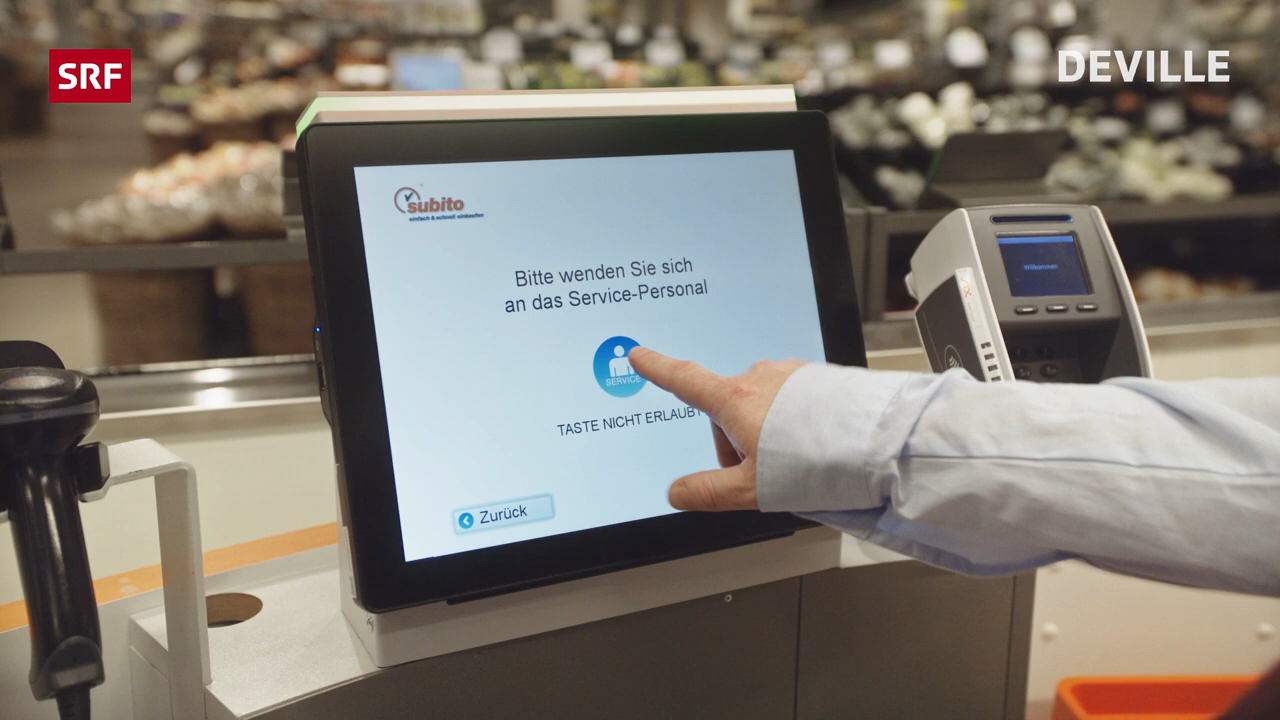 SRF
DEVILLE
subito
einfach & schnell einkaufen
Bitte wenden Sie sich
an das Service-Personal
Willkommen
SERVICE
TASTE NICHT ERLAUBT
Zurück